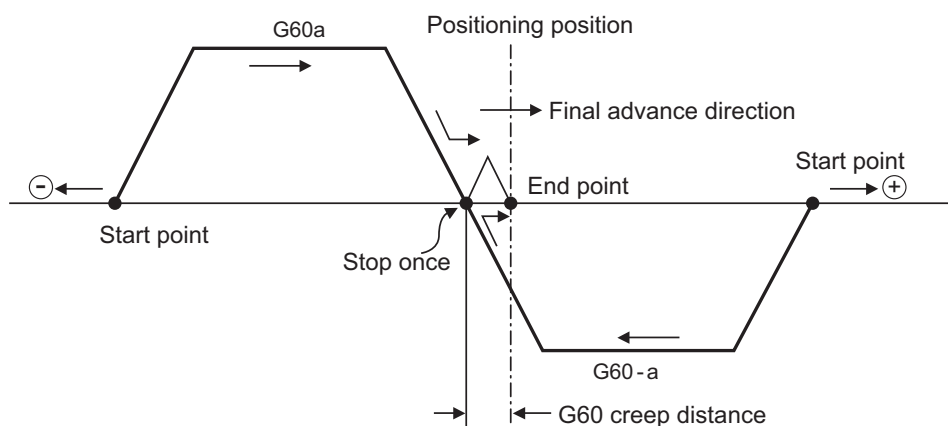 G60a
Positioning position
Final advance direction
Start point
-
+
End point
Start point
Stop once
G60-a
G60 creep distance